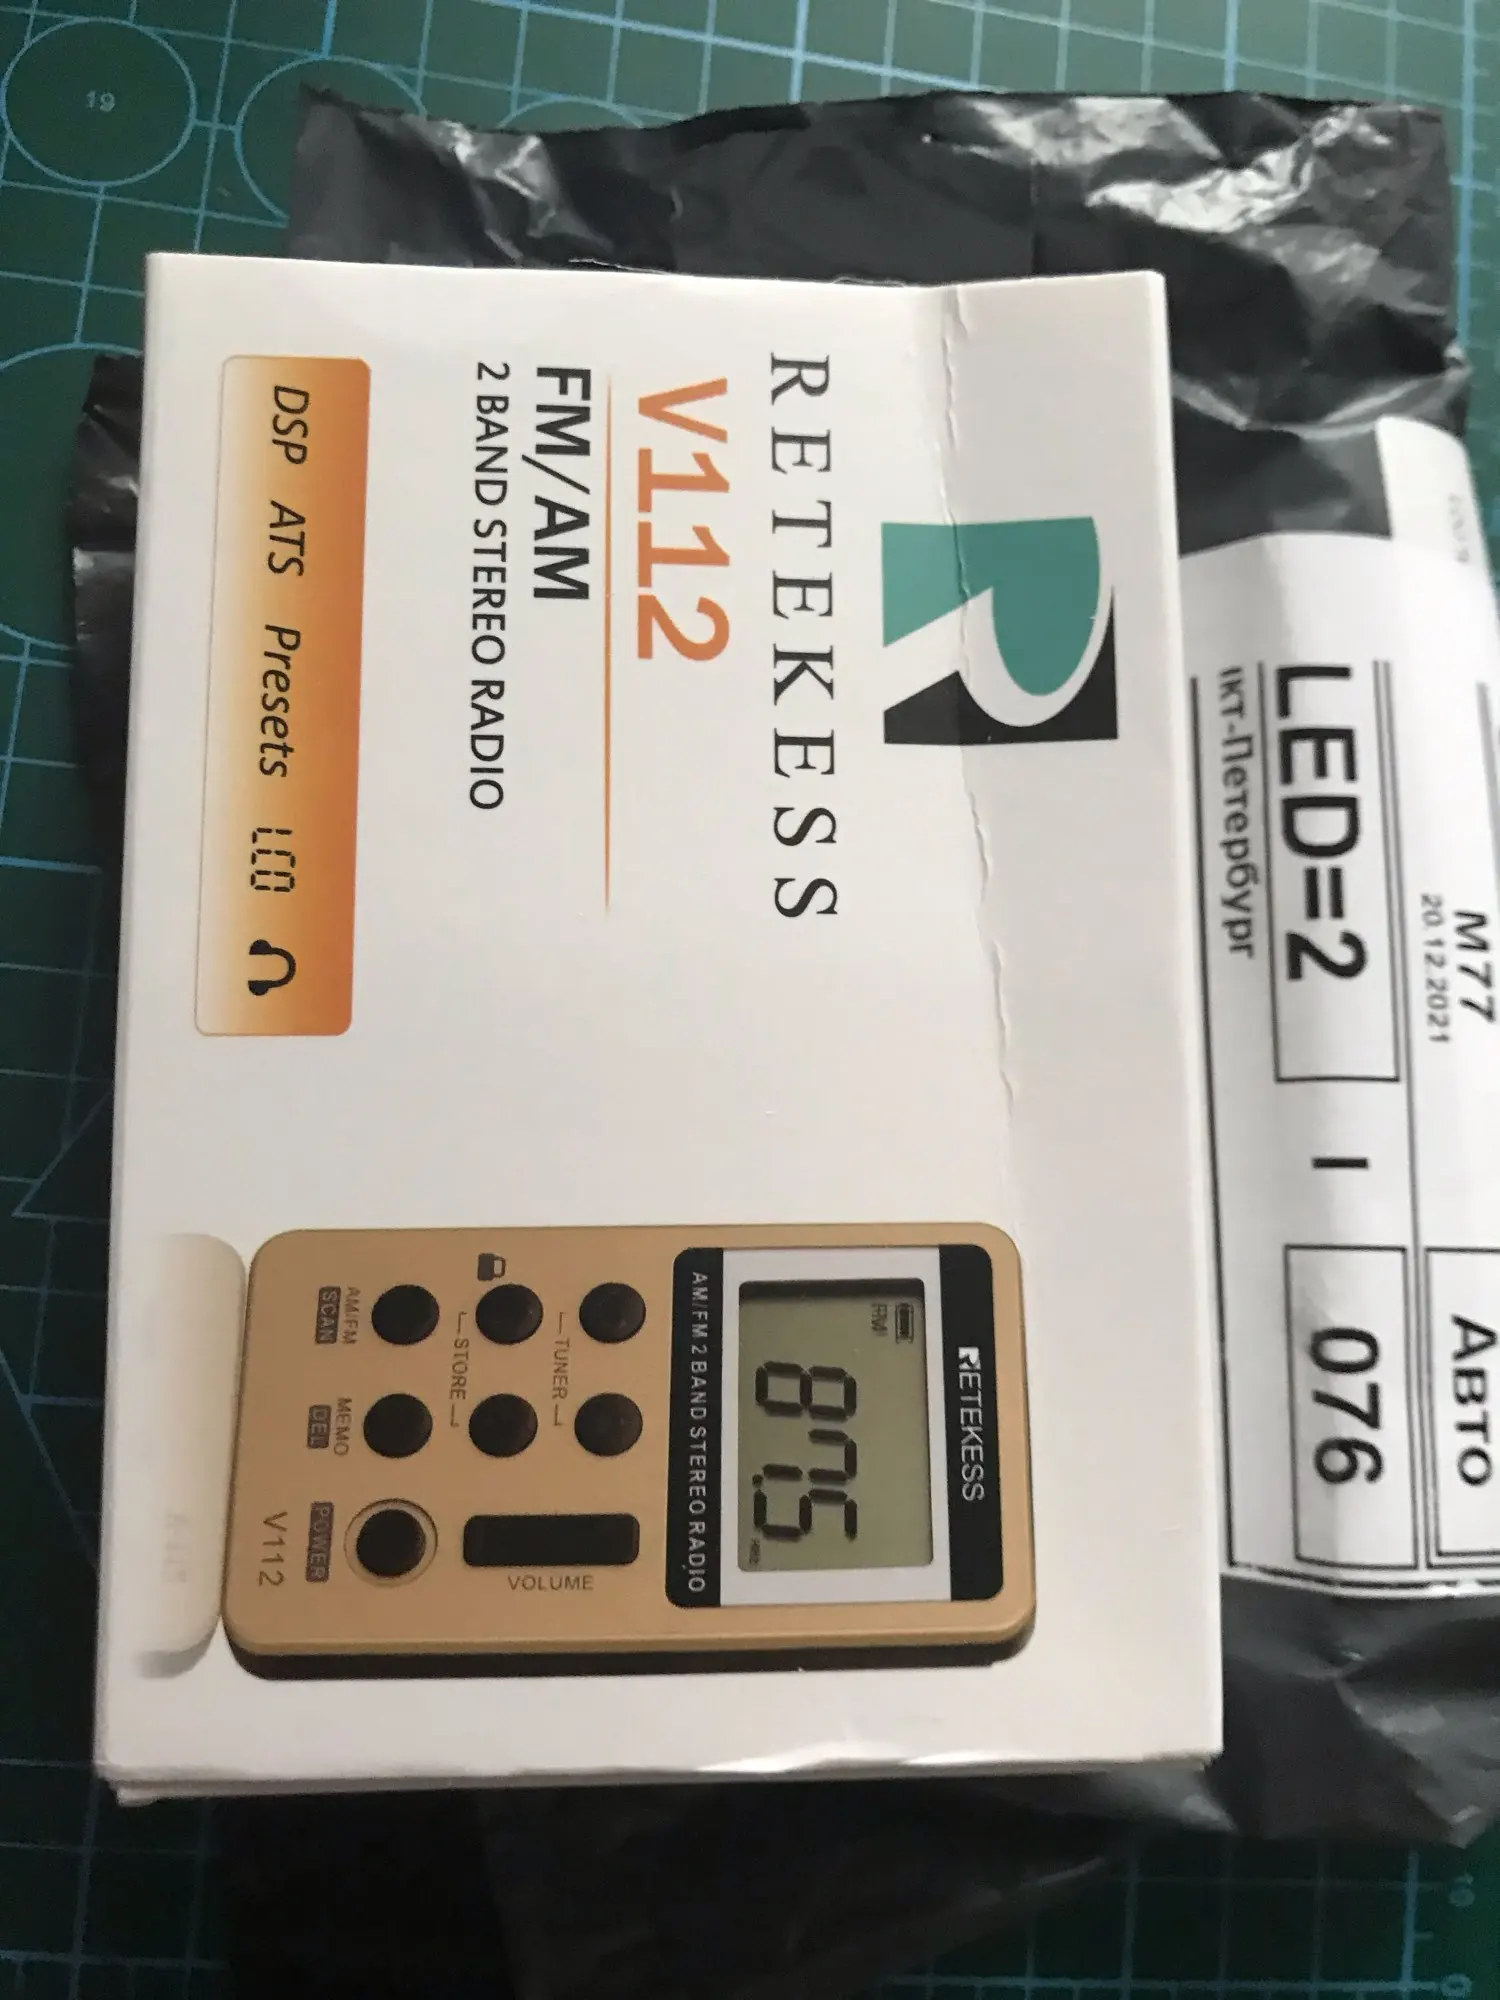 RETEKESS
V112
FM/AM
2 BAND STEREO RADIO
DSP ATS Presets LCD
RETEKESS
FM
87.5
MHz
AM/FM 2 BAND STEREO RADIO
TUNER
STORE
VOLUME
AM/FM
SCAN
MEMO
DEL
POWER
V112
M77
20.12.2021
Авто
LED=2
I
076
кт-Петербург
19